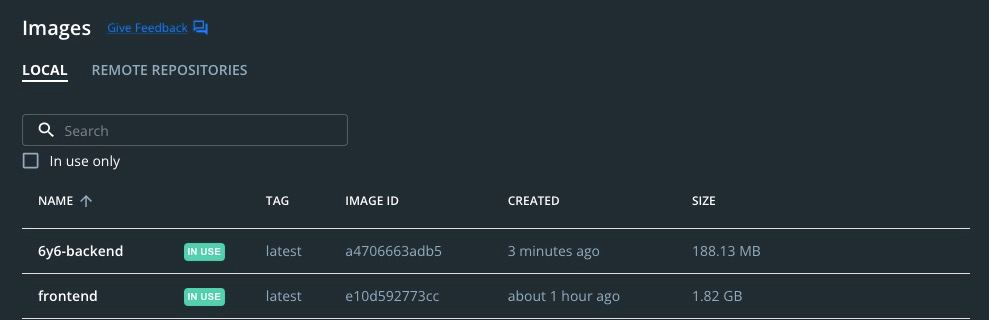 Images Give Feedback
LOCAL REMOTE REPOSITORIES
Search
In use only
NAME TAG IMAGE ID CREATED SIZE
6y6-backend IN USE latest a4706663adb5 3 minutes ago 188.13 MB
frontend IN USE latest e10d592773cc about 1 hour ago 1.82 GB